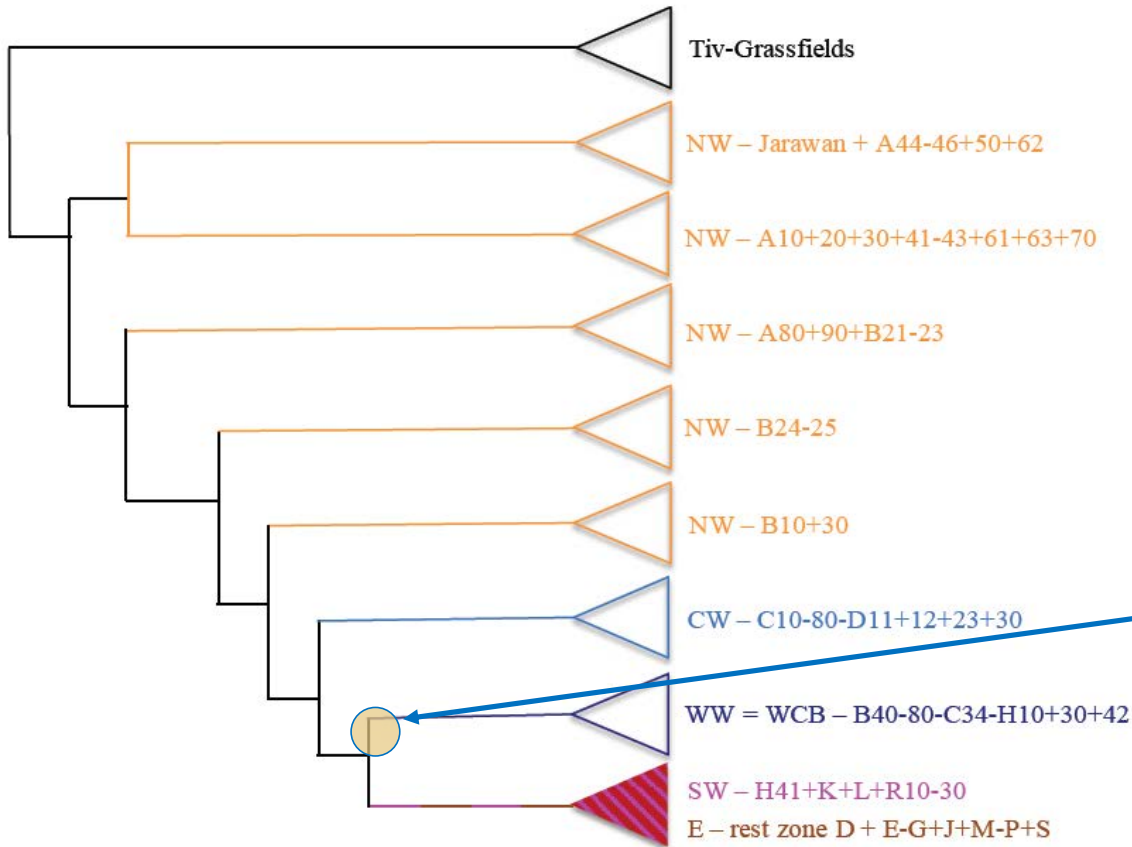 Tiv-Grassfields
NW – Jarawan + A44-46+50+62
NW – A10+20+30+41-43+61+63+70
NW – A80+90+B21-23
NW – B24-25
NW – B10+30
CW – C10-80-D11+12+23+30
WW = WCB – B40-80-C34-H10+30+42
SW – H41+K+L+R10-30
E – rest zone D + E-G+J+M-P+S